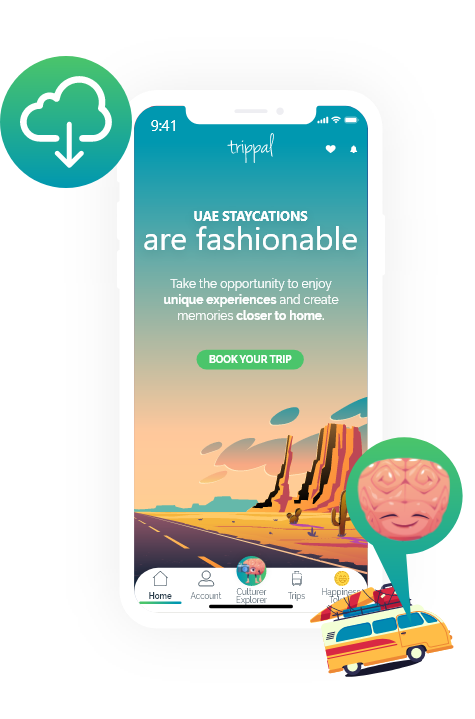 9:41
trippal
UAE STAYCATIONS
are fashionable
Take the opportunity to enjoy
unique experiences and create
memories closer to home.
BOOK YOUR TRIP
Home
Account
Culturer
Explorer
Trips
Happiness